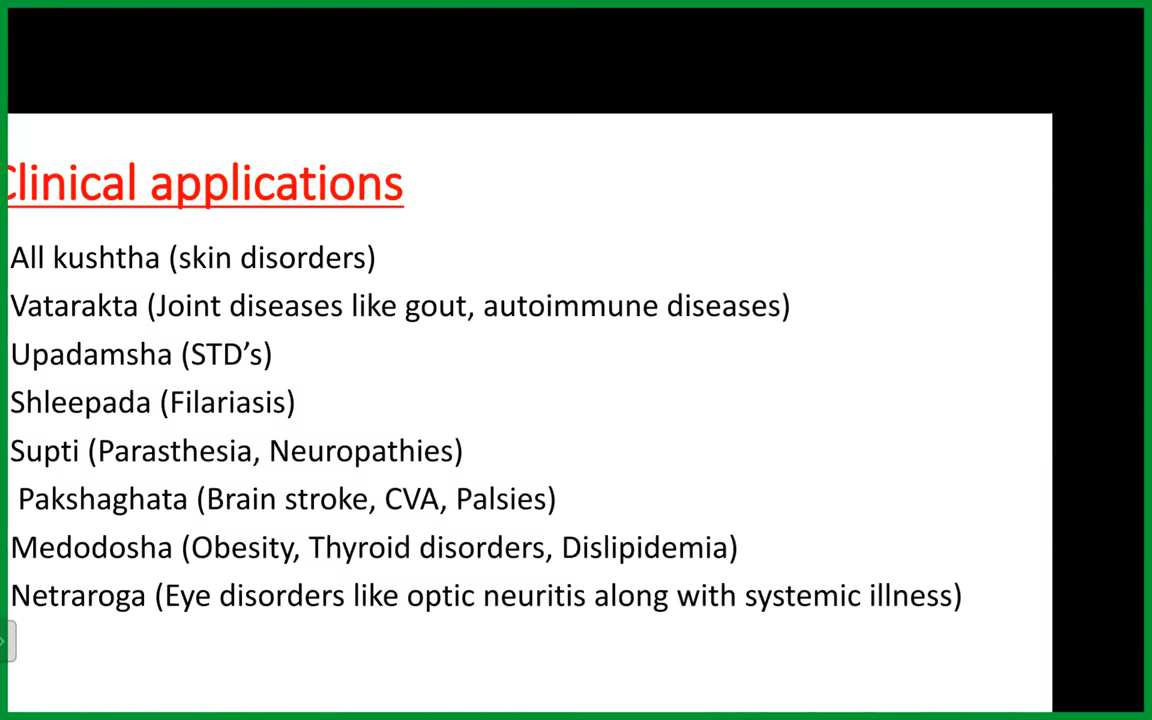 Clinical applications
All kushtha (skin disorders)
Vatarakta (Joint diseases like gout, autoimmune diseases)
Upadamsha (STD’s)
Shleepada (Filariasis)
Supti (Parasthesia, Neuropathies)
Pakshaghata (Brain stroke, CVA, Palsies)
Medodosha (Obesity, Thyroid disorders, Dislipidemia)
Netraroga (Eye disorders like optic neuritis along with systemic illness)